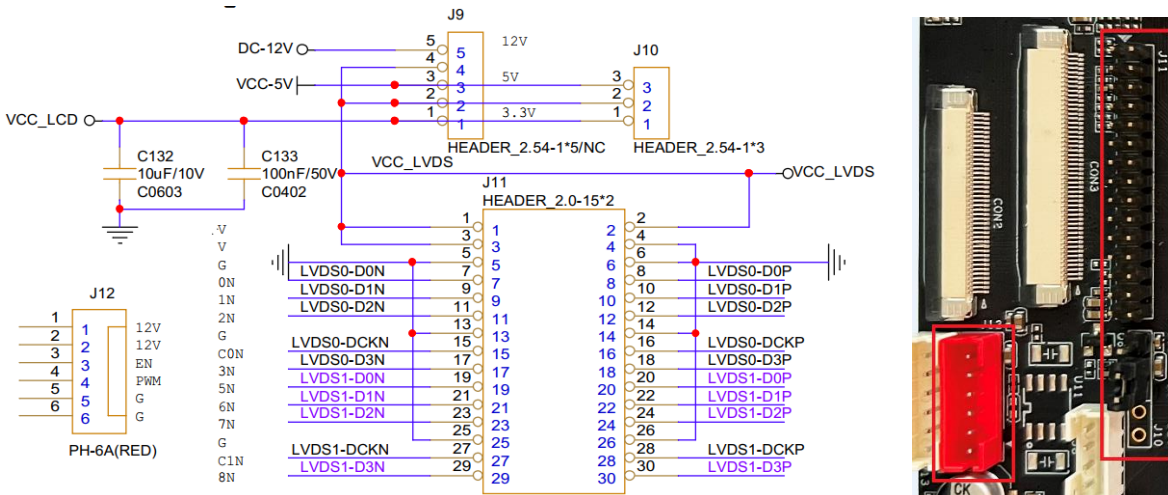 J9
DC-12V
5
5
12V
4
4
J10
VCC-5V
3
3
5V
3
3
2
2
2
2
VCC_LCD
1
1
3.3V
1
1
HEADER_2.54-1*5/NC
HEADER_2.54-1*3
C132
10uF/10V
C0603
C133
100nF/50V
C0402
VCC_LVDS
VCC_LVDS
J11
HEADER_2.0-15*2
V
1
1
2
2
V
3
3
4
4
G
5
5
6
6
0N
LVDS0-D0N
7
7
8
8
LVDS0-D0P
1N
LVDS0-D1N
9
9
10
10
LVDS0-D1P
2N
LVDS0-D2N
11
11
12
12
LVDS0-D2P
G
13
13
14
14
C0N
LVDS0-DCKN
15
15
16
16
LVDS0-DCKP
3N
LVDS0-D3N
17
17
18
18
LVDS0-D3P
5N
LVDS1-D0N
19
19
20
20
LVDS1-D0P
6N
LVDS1-D1N
21
21
22
22
LVDS1-D1P
7N
LVDS1-D2N
23
23
24
24
LVDS1-D2P
G
25
25
26
26
C1N
LVDS1-DCKN
27
27
28
28
LVDS1-DCKP
8N
LVDS1-D3N
29
29
30
30
LVDS1-D3P
J12
1
1
12V
2
2
12V
3
3
EN
4
4
PWM
5
5
G
6
6
G
PH-6A(RED)
J11
CON3
CON2
U11
J10
CK